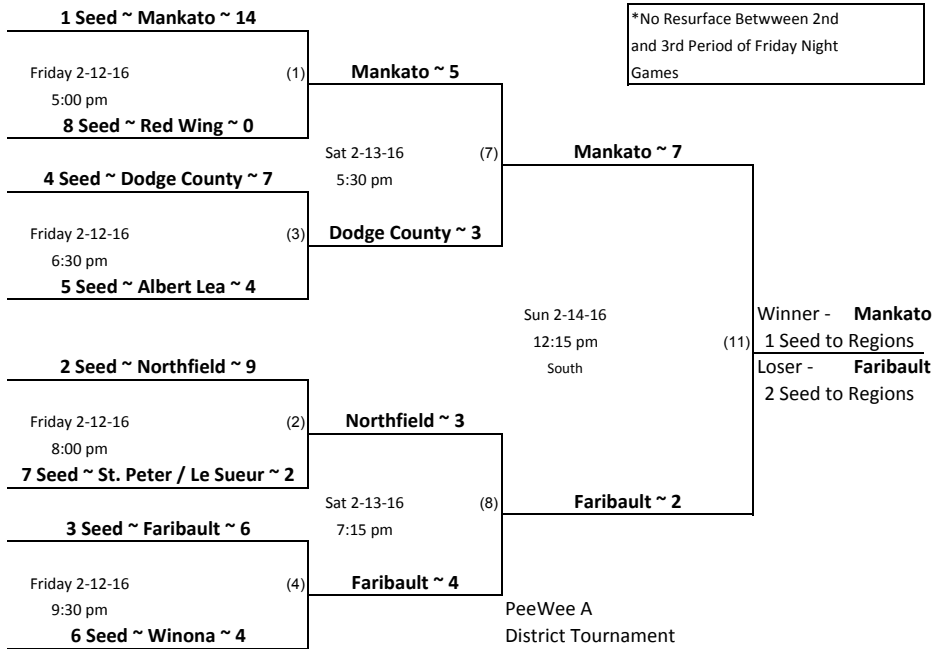 1 Seed ~ Mankato ~ 14
*No Resurface Betwween 2nd
and 3rd Period of Friday Night
Games
Friday 2-12-16 (1) Mankato ~ 5
5:00 pm
8 Seed ~ Red Wing ~ 0
Sat 2-13-16 (7) Mankato ~ 7
4 Seed ~ Dodge County ~ 7 5:30 pm
Friday 2-12-16 (3) Dodge County ~ 3
6:30 pm
5 Seed ~ Albert Lea ~ 4
Sun 2-14-16 Winner - Mankato
12:15 pm (11) 1 Seed to Regions
2 Seed ~ Northfield ~ 9 South Loser - Faribault
2 Seed to Regions
Friday 2-12-16 (2) Northfield ~ 3
8:00 pm
7 Seed ~ St. Peter / Le Sueur ~ 2
Sat 2-13-16 (8) Faribault ~ 2
3 Seed ~ Faribault ~ 6 7:15 pm
Friday 2-12-16 (4) Faribault ~ 4
9:30 pm PeeWee A
6 Seed ~ Winona ~ 4 District Tournament